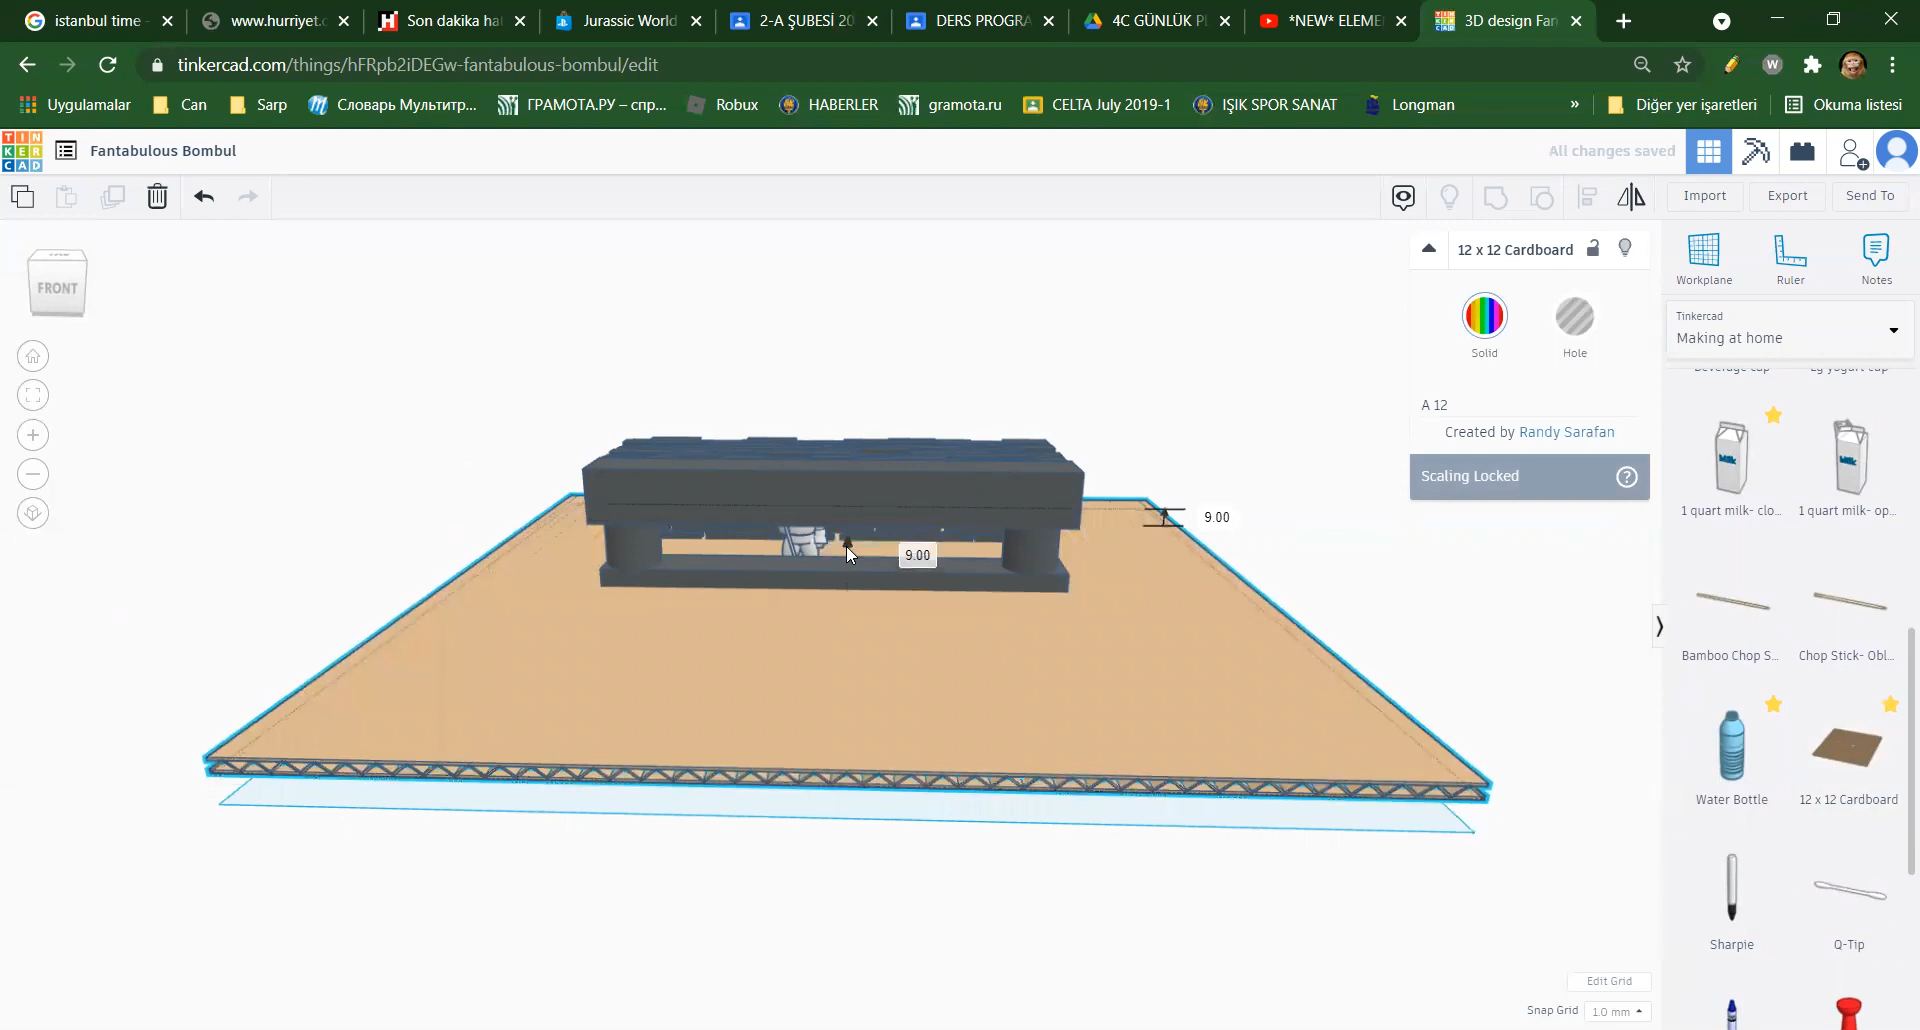 istanbul time -
www.hurriyet.c
Son dakika ha
Jurassic World
2-A ŞUBESİ 20
DERS PROGRA
4C GÜNLÜK P
*NEW* ELEME
3D design Fan
tinkercad.com/things/hFRpb2iDEGw-fantabulous-bombul/edit
Uygulamalar
Can
Sarp
Словарь Мультитр...
ГРАМОТА.РУ – спр...
Robux
HABERLER
gramota.ru
CELTA July 2019-1
IŞIK SPOR SANAT
Longman
»
Diğer yer işaretleri
Okuma listesi
TIN
KER
CAD
Fantabulous Bombul
All changes saved
Import
Export
Send To
FRONT
12 x 12 Cardboard
Solid
Hole
A 12
Created by Randy Sarafan
Scaling Locked
9.00
9.00
Workplane
Ruler
Notes
Tinkercad
Making at home
Beverage cap
Lg yogurt cup
1 quart milk- clo...
1 quart milk- op...
Bamboo Chop S...
Chop Stick- Obl...
Water Bottle
12 x 12 Cardboard
Sharpie
Q-Tip
Edit Grid
Snap Grid
1.0 mm